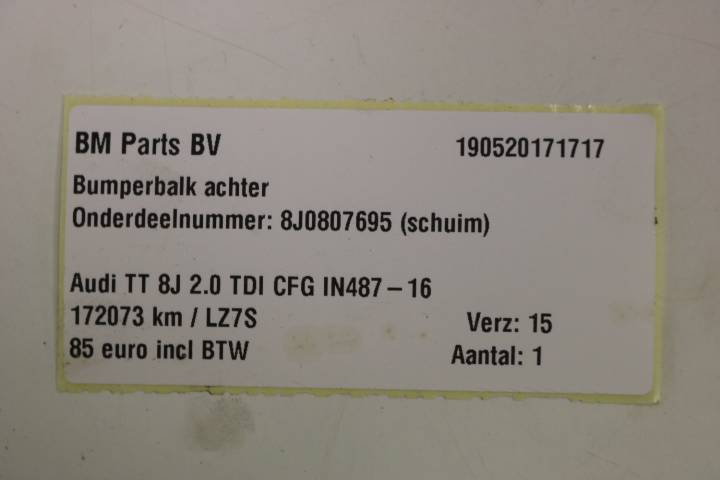 BM Parts BV 190520171717
Bumperbalk achter
Onderdeelnummer: 8J0807695 (schuim)
Audi TT 8J 2.0 TDI CFG IN487-16
172073 km / LZ7S Verz: 15
85 euro incl BTW Aantal: 1